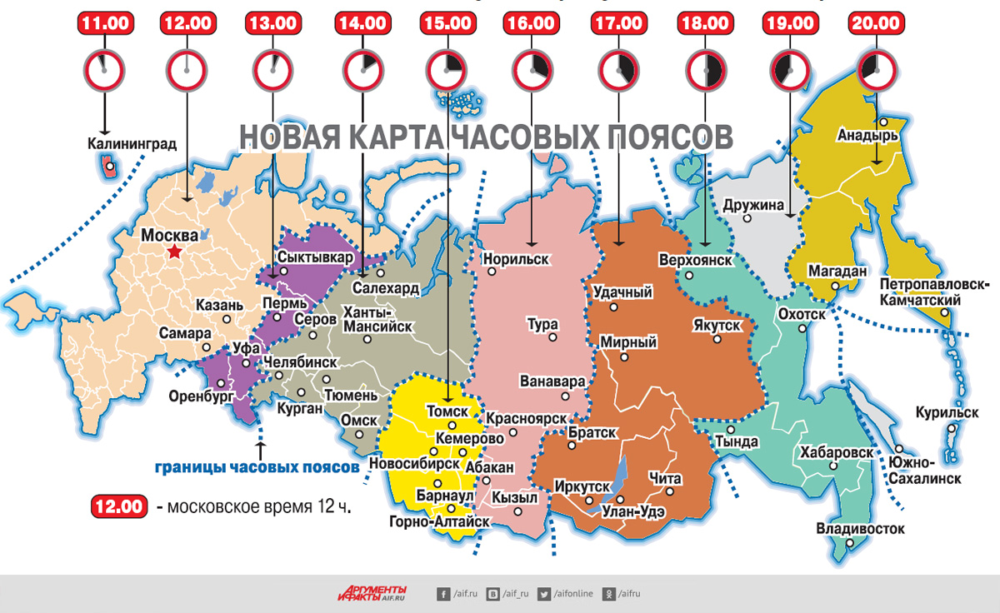 11.00 12.00 13.00 14.00 15.00 16.00 17.00 18.00 19.00 20.00
НОВАЯ КАРТА ЧАСОВЫХ ПОЯСОВ
Калининград
Анадырь
Дружина
Москва
Сыктывкар
Норильск
Верхоянск
Магадан
Салехард
Петропавловск-
Камчатский
Удачный
Казань
Пермь
Серов
Ханты-
Мансийск
Тура
Якутск
Охотск
Самара
Уфа
Мирный
Челябинск
Оренбург
Тюмень
Ванавара
Курган
Омск
Томск
Красноярск
Курильск
Кемерово
Братск
Тында
Новосибирск
Абакан
Хабаровск
Южно-
Сахалинск
границы часовых поясов
Барнаул
Кызыл
Иркутск
Чита
Улан-Удэ
12.00 - московское время 12 ч.
Горно-Алтайск
Владивосток
АРГУМЕНТЫ
И ФАКТЫ AIF.RU
/aif.ru /aif_ru /aifonline /aifru